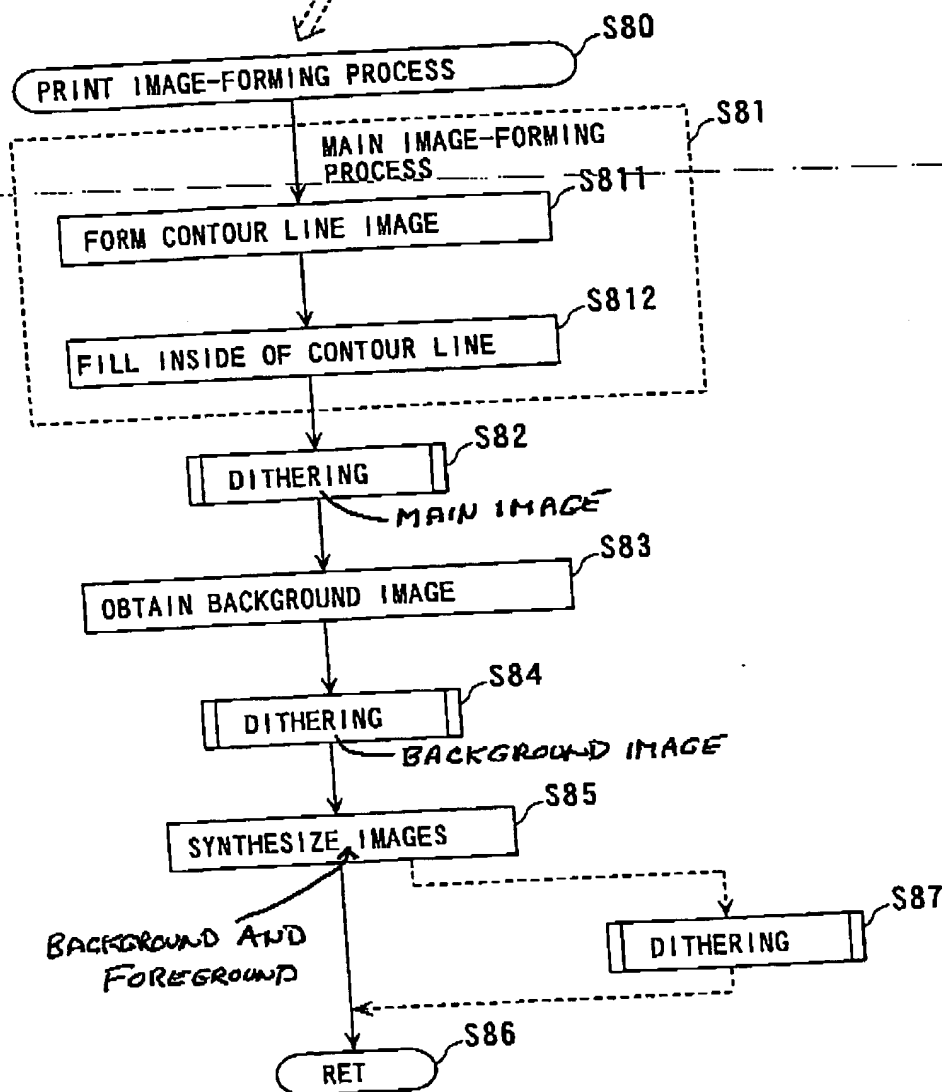 S80
PRINT IMAGE-FORMING PROCESS
S81
MAIN IMAGE-FORMING
PROCESS
S811
FORM CONTOUR LINE IMAGE
S812
FILL INSIDE OF CONTOUR LINE
S82
DITHERING
MAIN IMAGE
S83
OBTAIN BACKGROUND IMAGE
S84
DITHERING
BACKGROUND IMAGE
S85
SYNTHESIZE IMAGES
S87
BACKGROUND AND
FOREGROUND
DITHERING
S86
RET